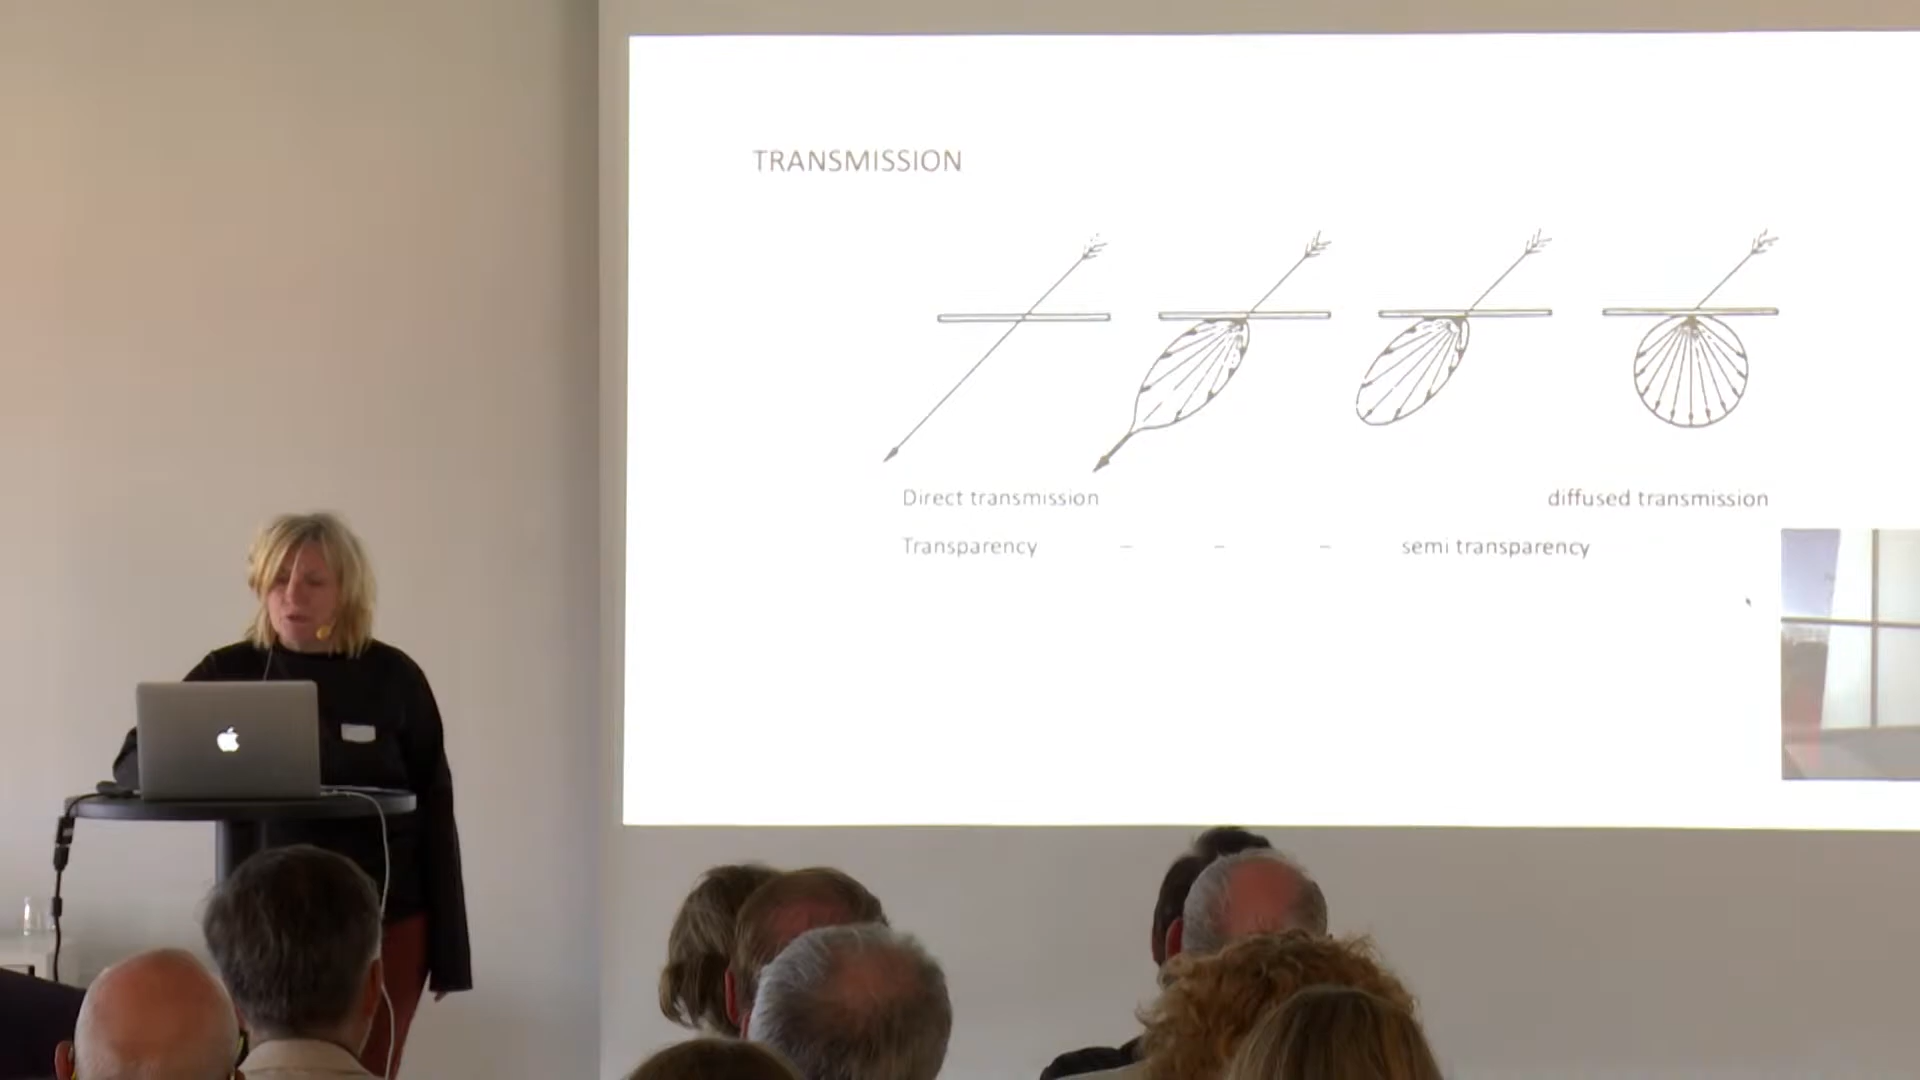 TRANSMISSION
Direct transmission diffused transmission
Transparency – – – semi transparency